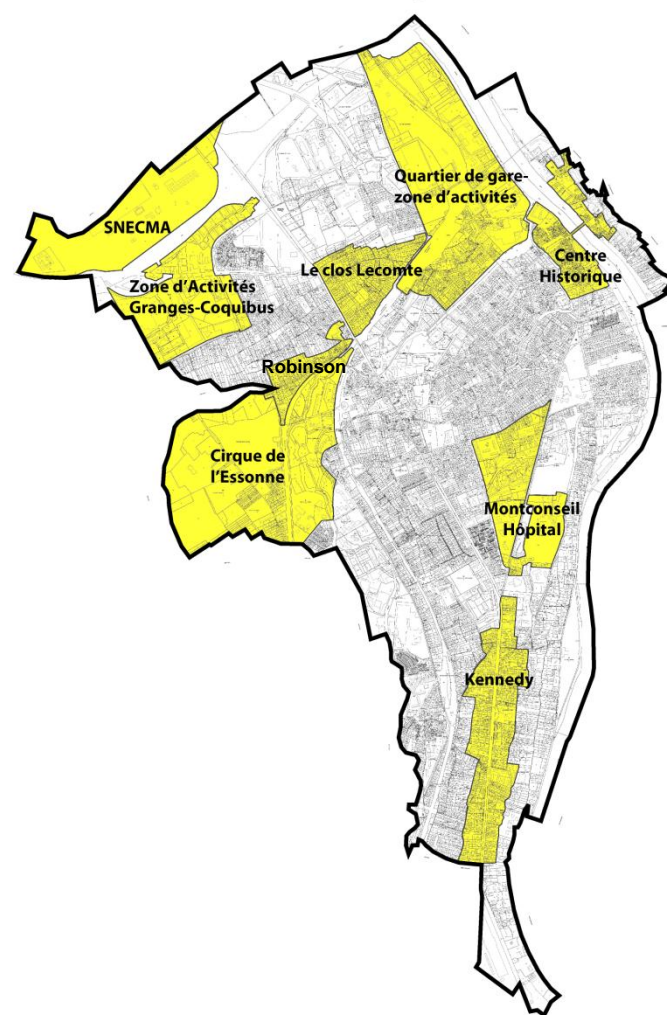 Quartier de gare-
zone d'activités
SNECMA
Centre
Historique
Le clos Lecomte
Zone d'Activités
Granges-Coquibus
Robinson
Cirque de
l'Essonne
Montconseil
Hôpital
Kennedy